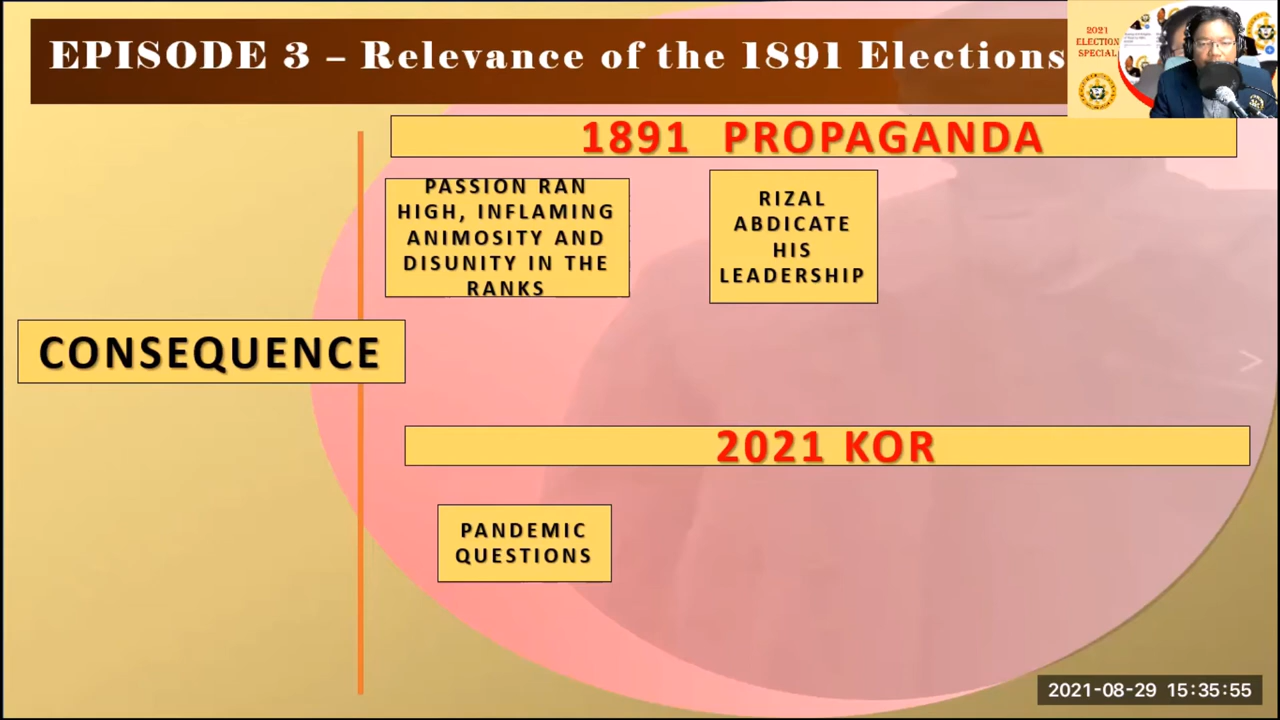 EPISODE 3 – Relevance of the 1891 Elections
2021
ELECTION
SPECIAL
1891 PROPAGANDA
PASSION RAN
HIGH, INFLAMING
ANIMOSITY AND
DISUNITY IN THE
RANKS
RIZAL
ABDICATE
HIS
LEADERSHIP
CONSEQUENCE
2021 KOR
PANDEMIC
QUESTIONS
2021-08-29 15:35:55